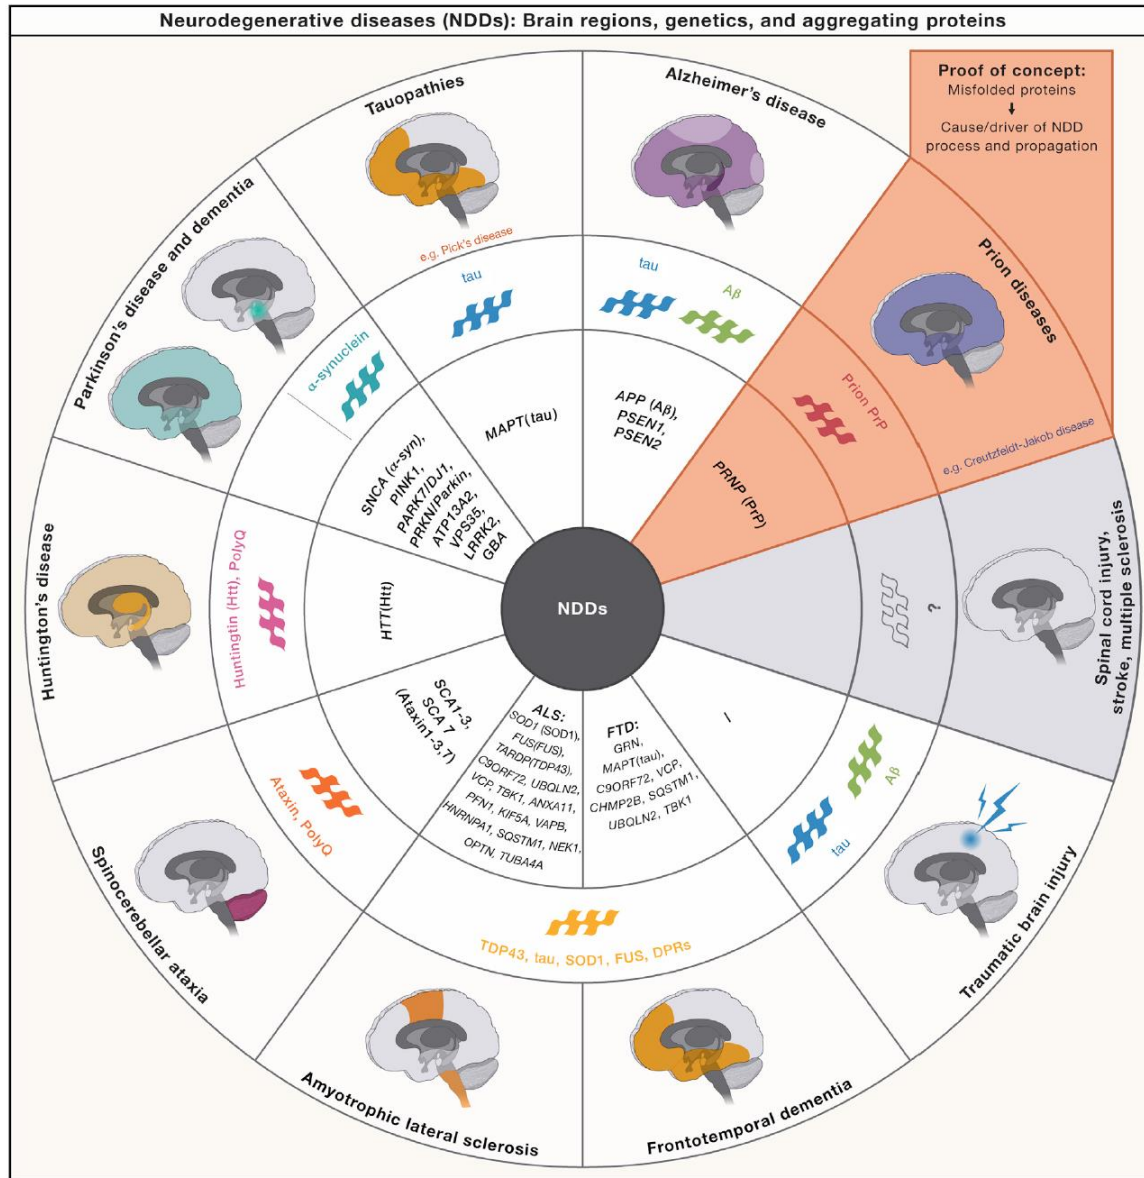 Neurodegenerative diseases (NDDs): Brain regions, genetics, and aggregating proteins
Proof of concept:
Misfolded proteins
Cause/driver of NDD
process and propagation
Alzheimer's disease
tau
Aβ
APP (Aβ),
PSEN1,
PSEN2
Prion diseases
e.g. Creutzfeldt-Jakob disease
Prion PrP
PRNP (PrP)
Spinal cord injury,
stroke, multiple sclerosis
?
Traumatic brain injury
Aβ
tau
/
Frontotemporal dementia
FTD:
GRN,
MAPT(tau),
C9ORF72, VCP,
CHMP2B, SQSTM1,
UBQLN2, TBK1
TDP43, tau, SOD1, FUS, DPRs
Amyotrophic lateral sclerosis
ALS:
SOD1 (SOD1),
FUS(FUS),
TARDP(TDP43),
C9ORF72, UBQLN2,
VCP, TBK1, ANXA11,
PFN1, KIF5A, VAPB,
HNRNPA1, SQSTM1, NEK1,
OPTN, TUBA4A
Spinocerebellar ataxia
Ataxin, PolyQ
SCA1-3,
SCA 7
(Ataxin1-3,7)
Huntington's disease
Huntingtin (Htt), PolyQ
HTT(Htt)
Parkinson's disease and dementia
α-synuclein
SNCA (α-syn),
PINK1,
PARK7/DJ1,
PRKN/Parkin,
ATP13A2,
VPS35,
LRRK2,
GBA
Tauopathies
e.g. Pick's disease
tau
MAPT(tau)
NDDs